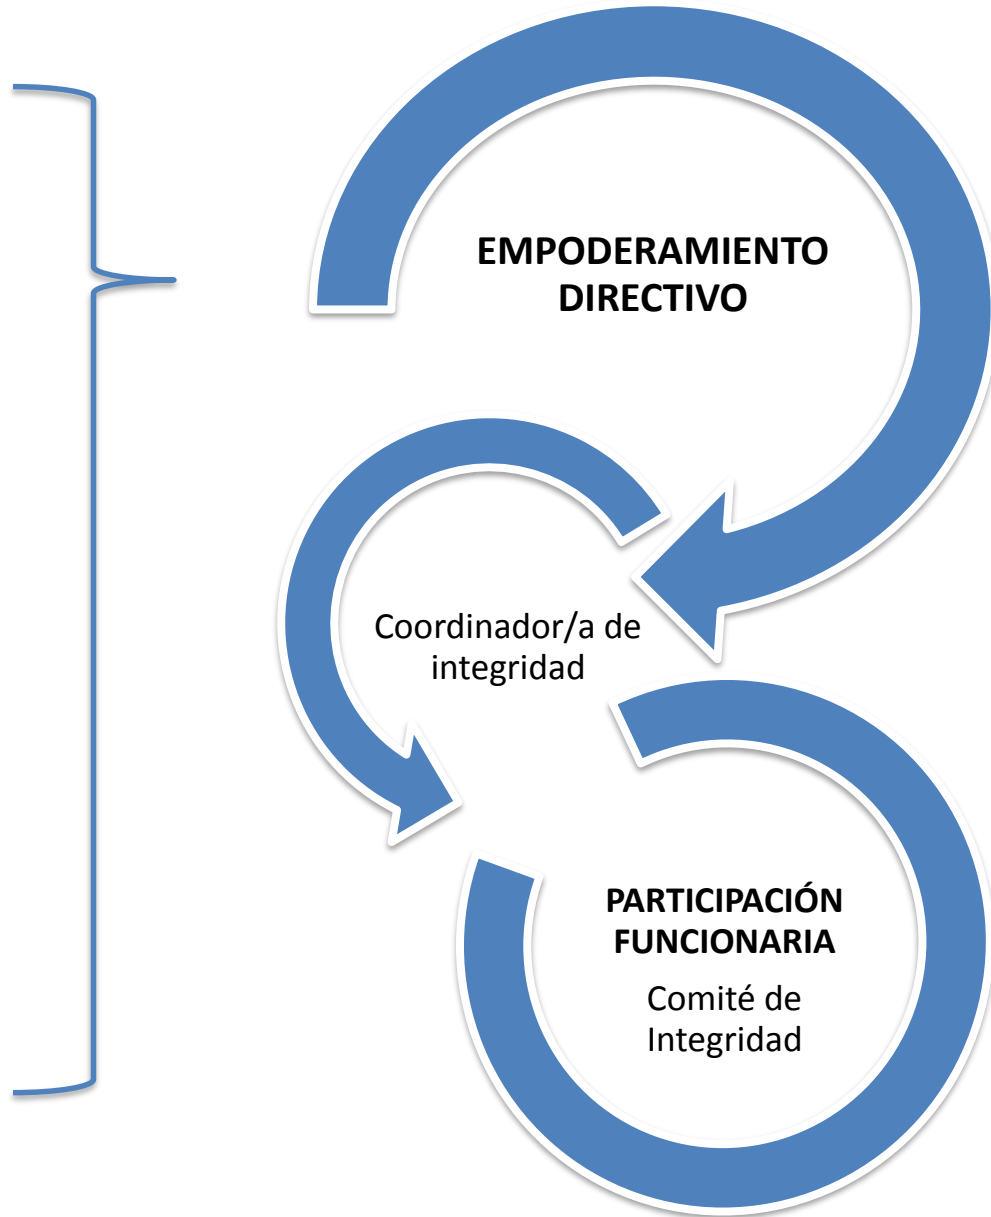 EMPODERAMIENTO
DIRECTIVO
Coordinador/a de
integridad
PARTICIPACIÓN
FUNCIONARIA
Comité de
Integridad